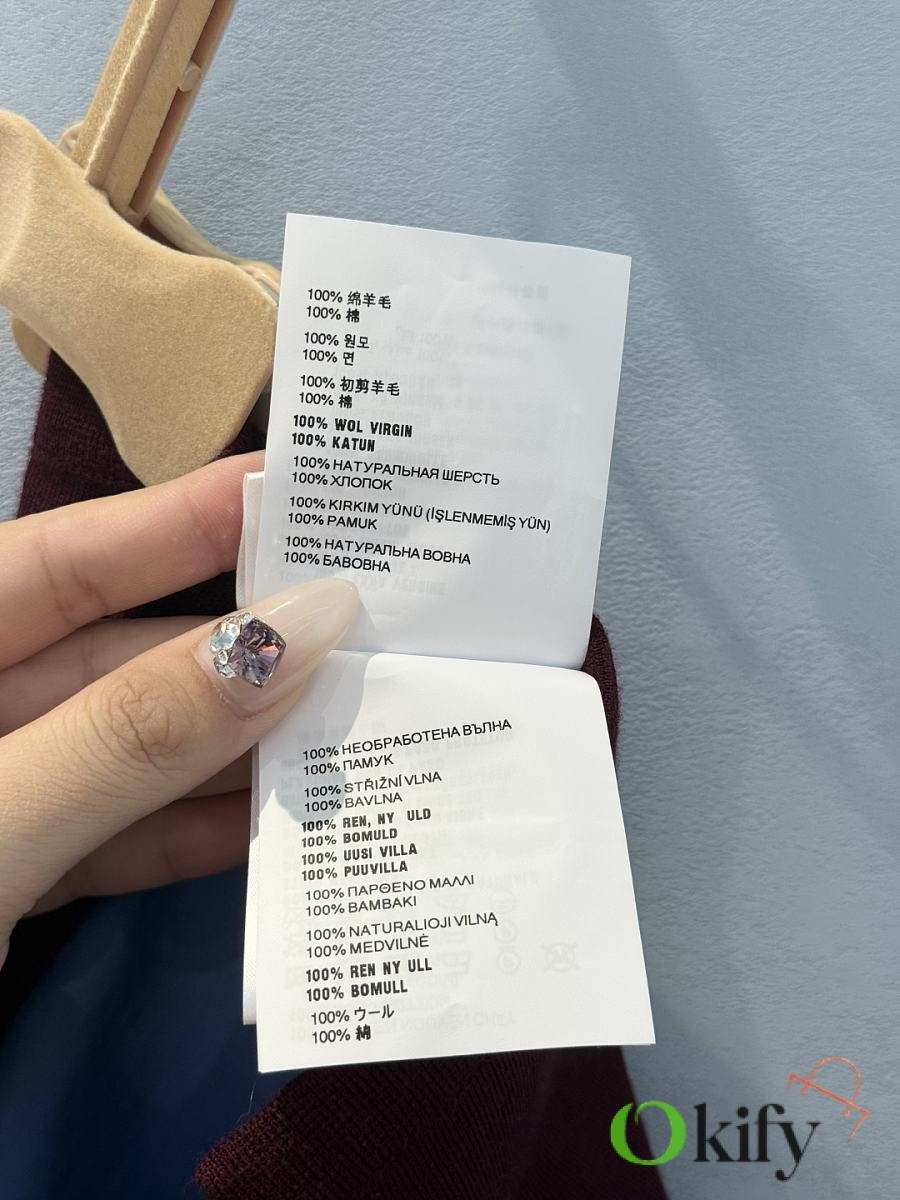 100% 绵羊毛
100% 棉
100% 원모
100% 면
100% 初剪羊毛
100% 棉
100% WOL VIRGIN
100% KATUN
100% НАТУРАЛЬНАЯ ШЕРСТЬ
100% ХЛОПОК
100% KIRKIM YÜNÜ (İŞLENMEMİŞ YÜN)
100% PAMUK
100% НАТУРАЛЬНА ВОВНА
100% БАВОВНА
100% НЕОБРАБОТЕНА ВЪЛНА
100% ПАМУК
100% STŘIŽNÍ VLNA
100% BAVLNA
100% REN, NY ULD
100% BOMULD
100% UUSI VILLA
100% PUUVILLA
100% ΠΑΡΘΕΝΟ ΜΑΛΛΙ
100% ΒΑΜΒΑΚΙ
100% NATURALIOJI VILNĄ
100% MEDVILNĖ
100% REN NY ULL
100% BOMULL
100% ウール
100% 綿
Okify